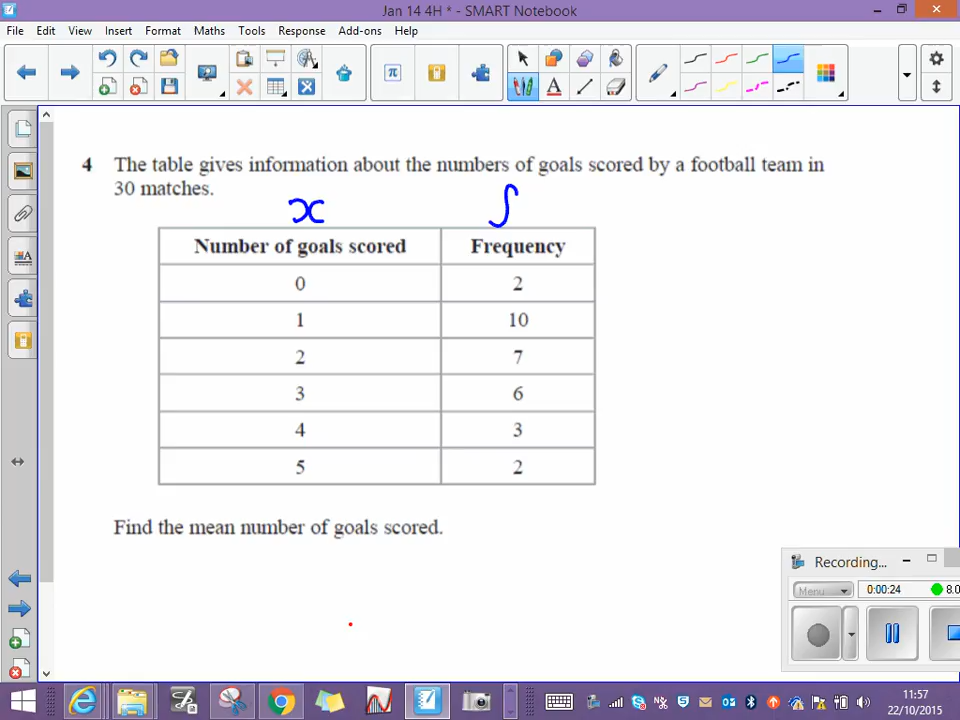 Jan 14 4H * - SMART Notebook
File Edit View Insert Format Maths Tools Response Add-ons Help
π
A
4 The table gives information about the numbers of goals scored by a football team in
30 matches.
x f
Number of goals scored Frequency
0 2
1 10
2 7
3 6
4 3
5 2
Find the mean number of goals scored.
Recording...
Menu 0:00:24 8.0
11:57
22/10/2015